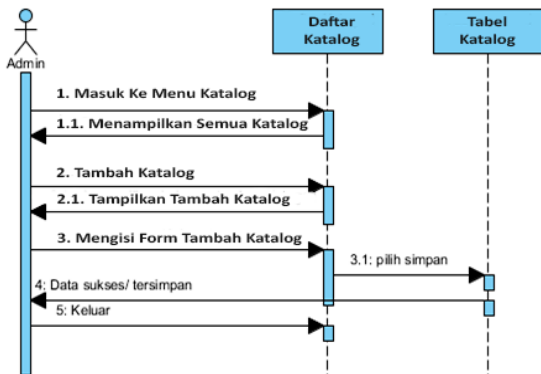 Daftar
Katalog
Tabel
Katalog
Admin
1. Masuk Ke Menu Katalog
1.1. Menampilkan Semua Katalog
2. Tambah Katalog
2.1. Tampilkan Tambah Katalog
3. Mengisi Form Tambah Katalog
3.1: pilih simpan
4: Data sukses/ tersimpan
5: Keluar